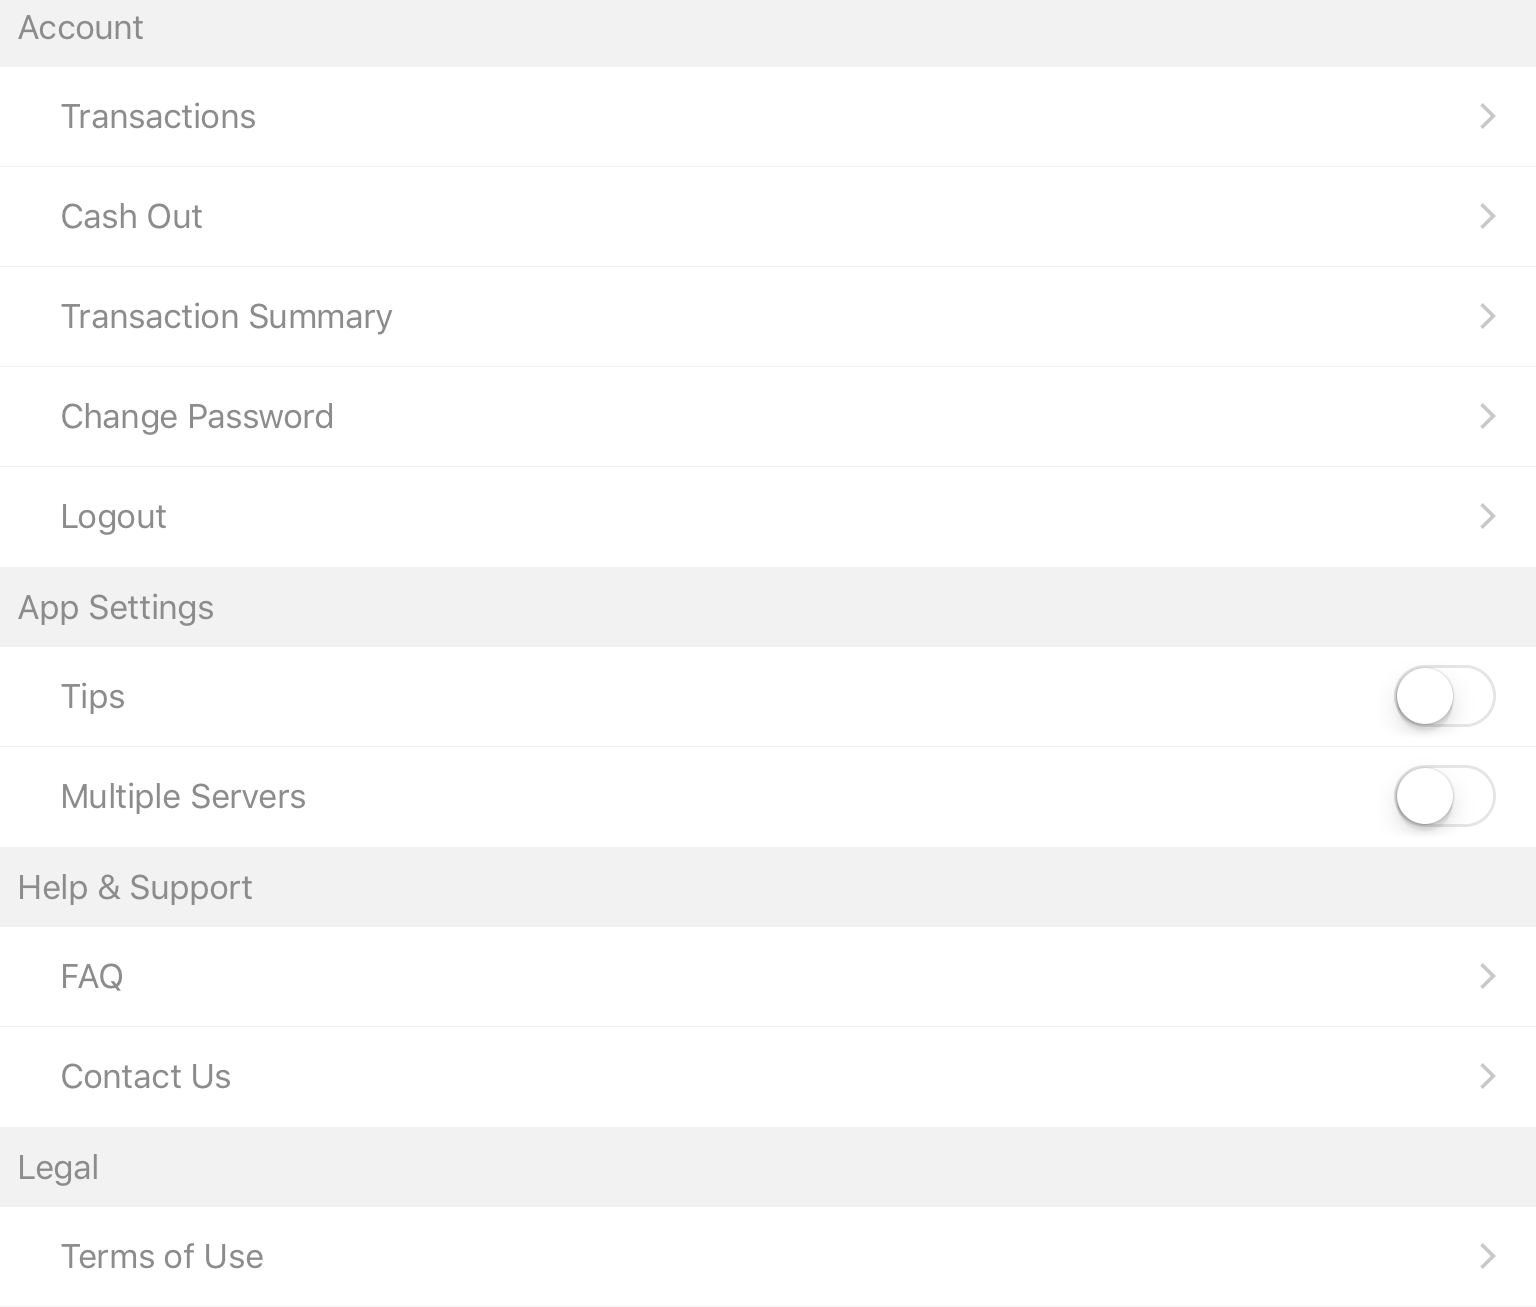 Account
Transactions
Cash Out
Transaction Summary
Change Password
Logout
App Settings
Tips
Multiple Servers
Help & Support
FAQ
Contact Us
Legal
Terms of Use